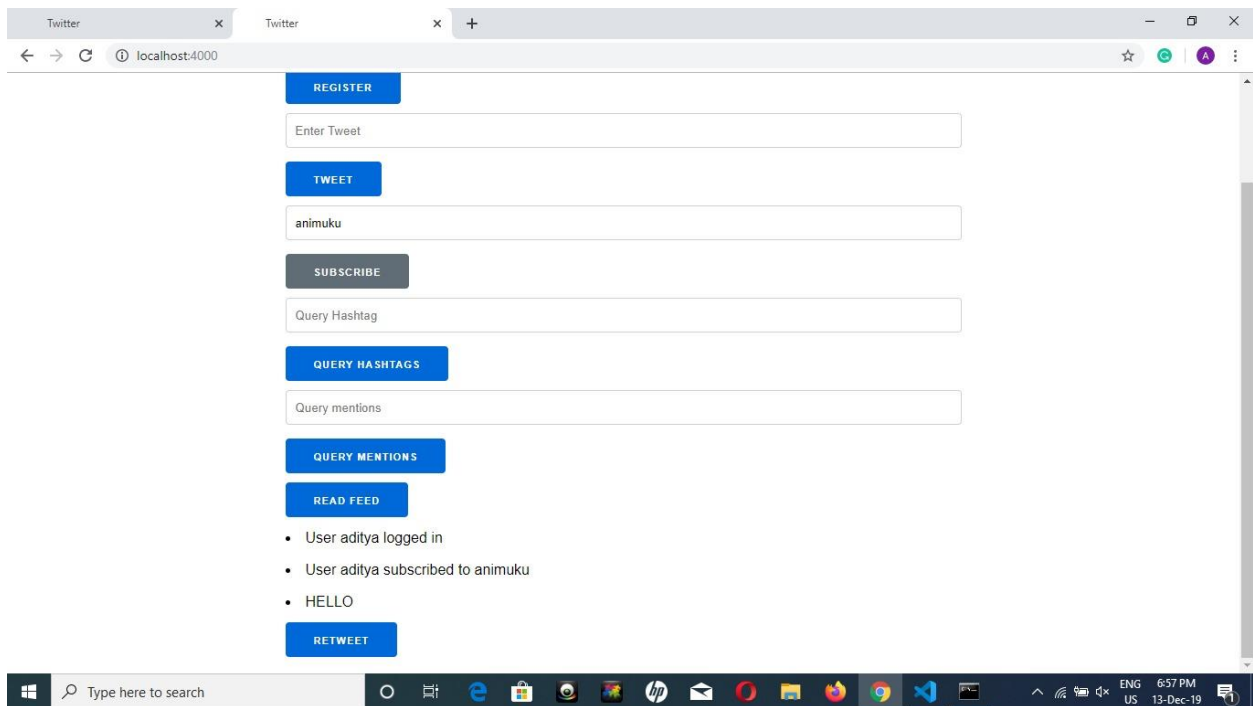 Twitter
Twitter
localhost:4000
A
REGISTER
Enter Tweet
TWEET
animuku
SUBSCRIBE
Query Hashtag
QUERY HASHTAGS
Query mentions
QUERY MENTIONS
READ FEED
User aditya logged in
User aditya subscribed to animuku
HELLO
RETWEET
Type here to search
hp
ENG 6:57 PM
US 13-Dec-19
1